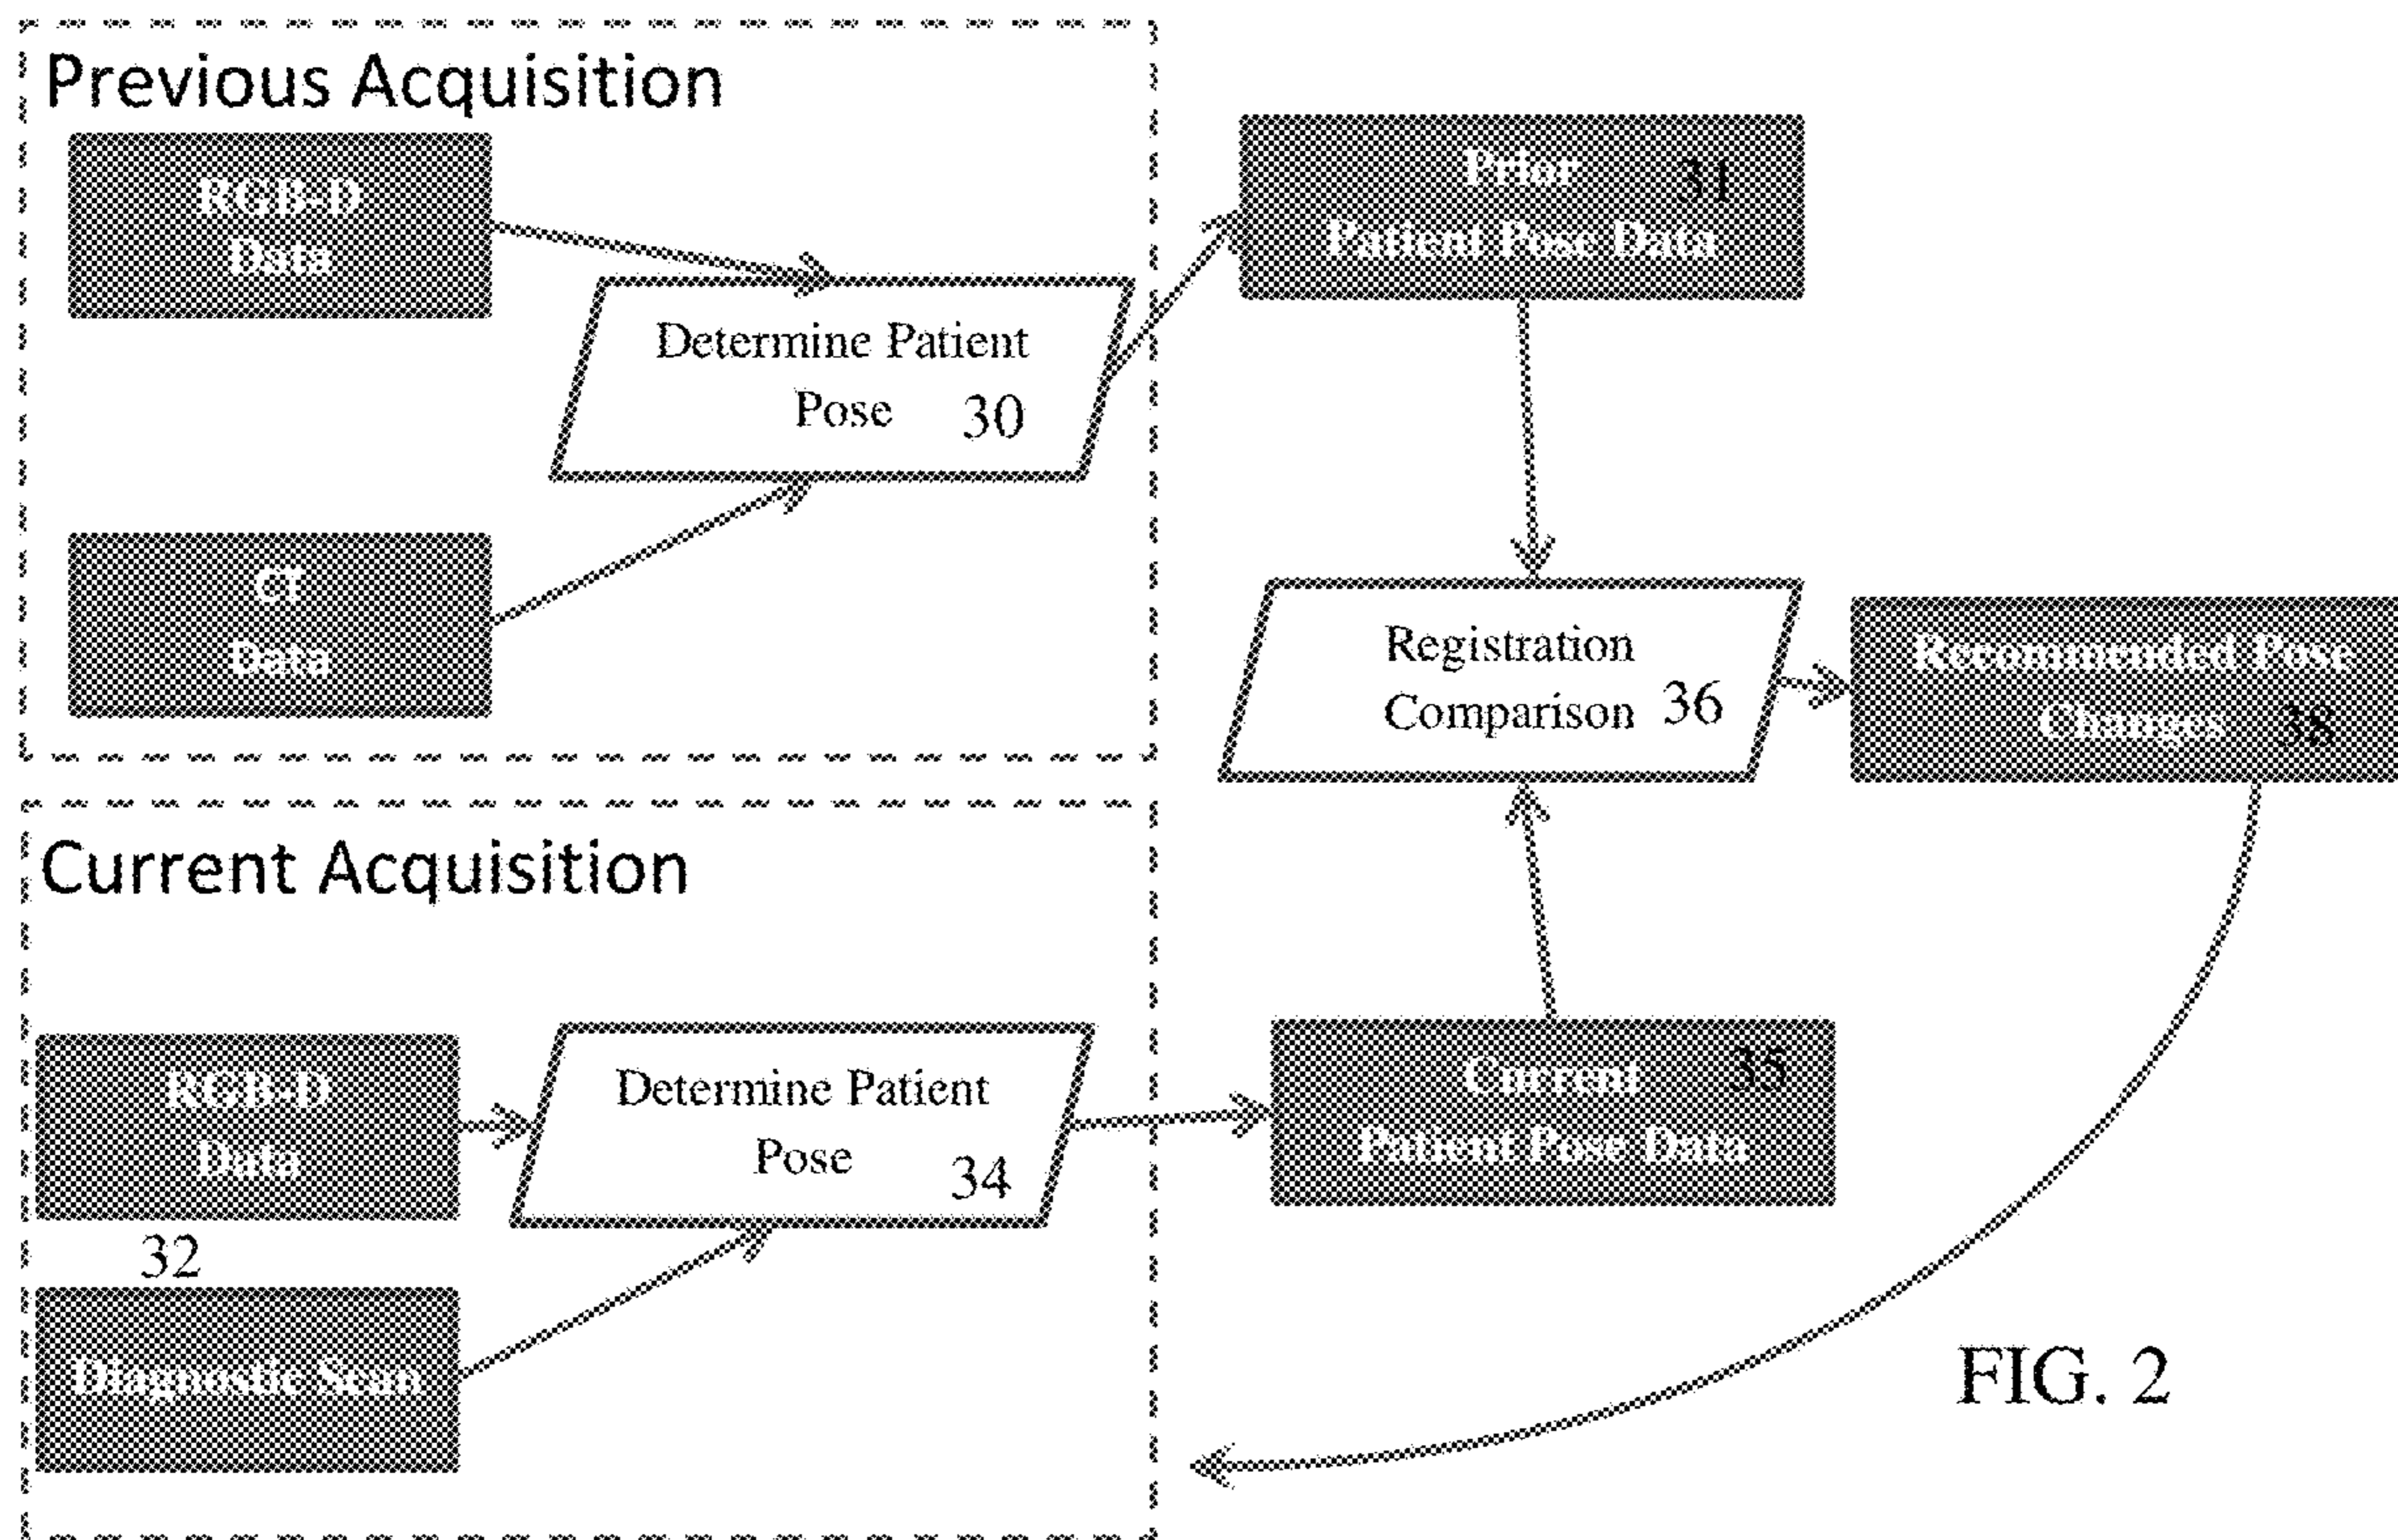 Previous Acquisition
RGB-D
Data
Determine Patient
Pose 30
CT
Data
Prior 31
Patient Pose Data
Registration
Comparison 36
Recommended Pose
Changes 38
Current Acquisition
RGB-D
Data
32
Determine Patient
Pose 34
Diagnostic Scan
Current 35
Patient Pose Data
FIG. 2